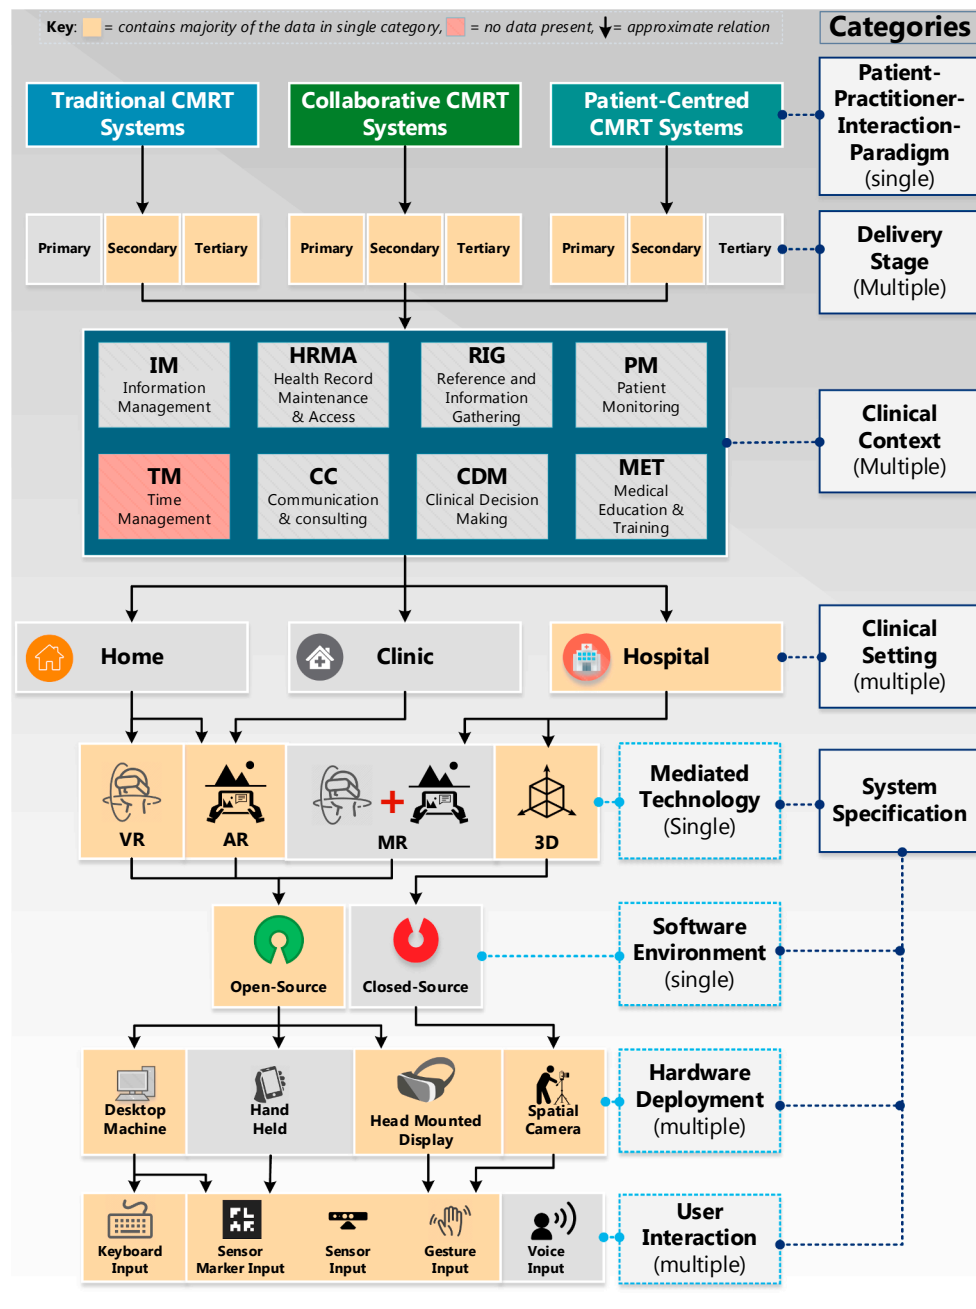 Key: = contains majority of the data in single category, = no data present, = approximate relation
Categories
Traditional CMRT
Systems
Collaborative CMRT
Systems
Patient-Centred
CMRT Systems
Patient-
Practitioner-
Interaction-
Paradigm
(single)
Primary
Secondary
Tertiary
Primary
Secondary
Tertiary
Primary
Secondary
Tertiary
Delivery
Stage
(Multiple)
IM
Information
Management
HRMA
Health Record
Maintenance
& Access
RIG
Reference and
Information
Gathering
PM
Patient
Monitoring
TM
Time
Management
CC
Communication
& consulting
CDM
Clinical Decision
Making
MET
Medical
Education &
Training
Clinical
Context
(Multiple)
Home
Clinic
Hospital
Clinical
Setting
(multiple)
VR
AR
MR
3D
Mediated
Technology
(Single)
System
Specification
Open-Source
Closed-Source
Software
Environment
(single)
Desktop
Machine
Hand
Held
Head Mounted
Display
Spatial
Camera
Hardware
Deployment
(multiple)
Keyboard
Input
Sensor
Marker Input
Sensor
Input
Gesture
Input
Voice
Input
User
Interaction
(multiple)